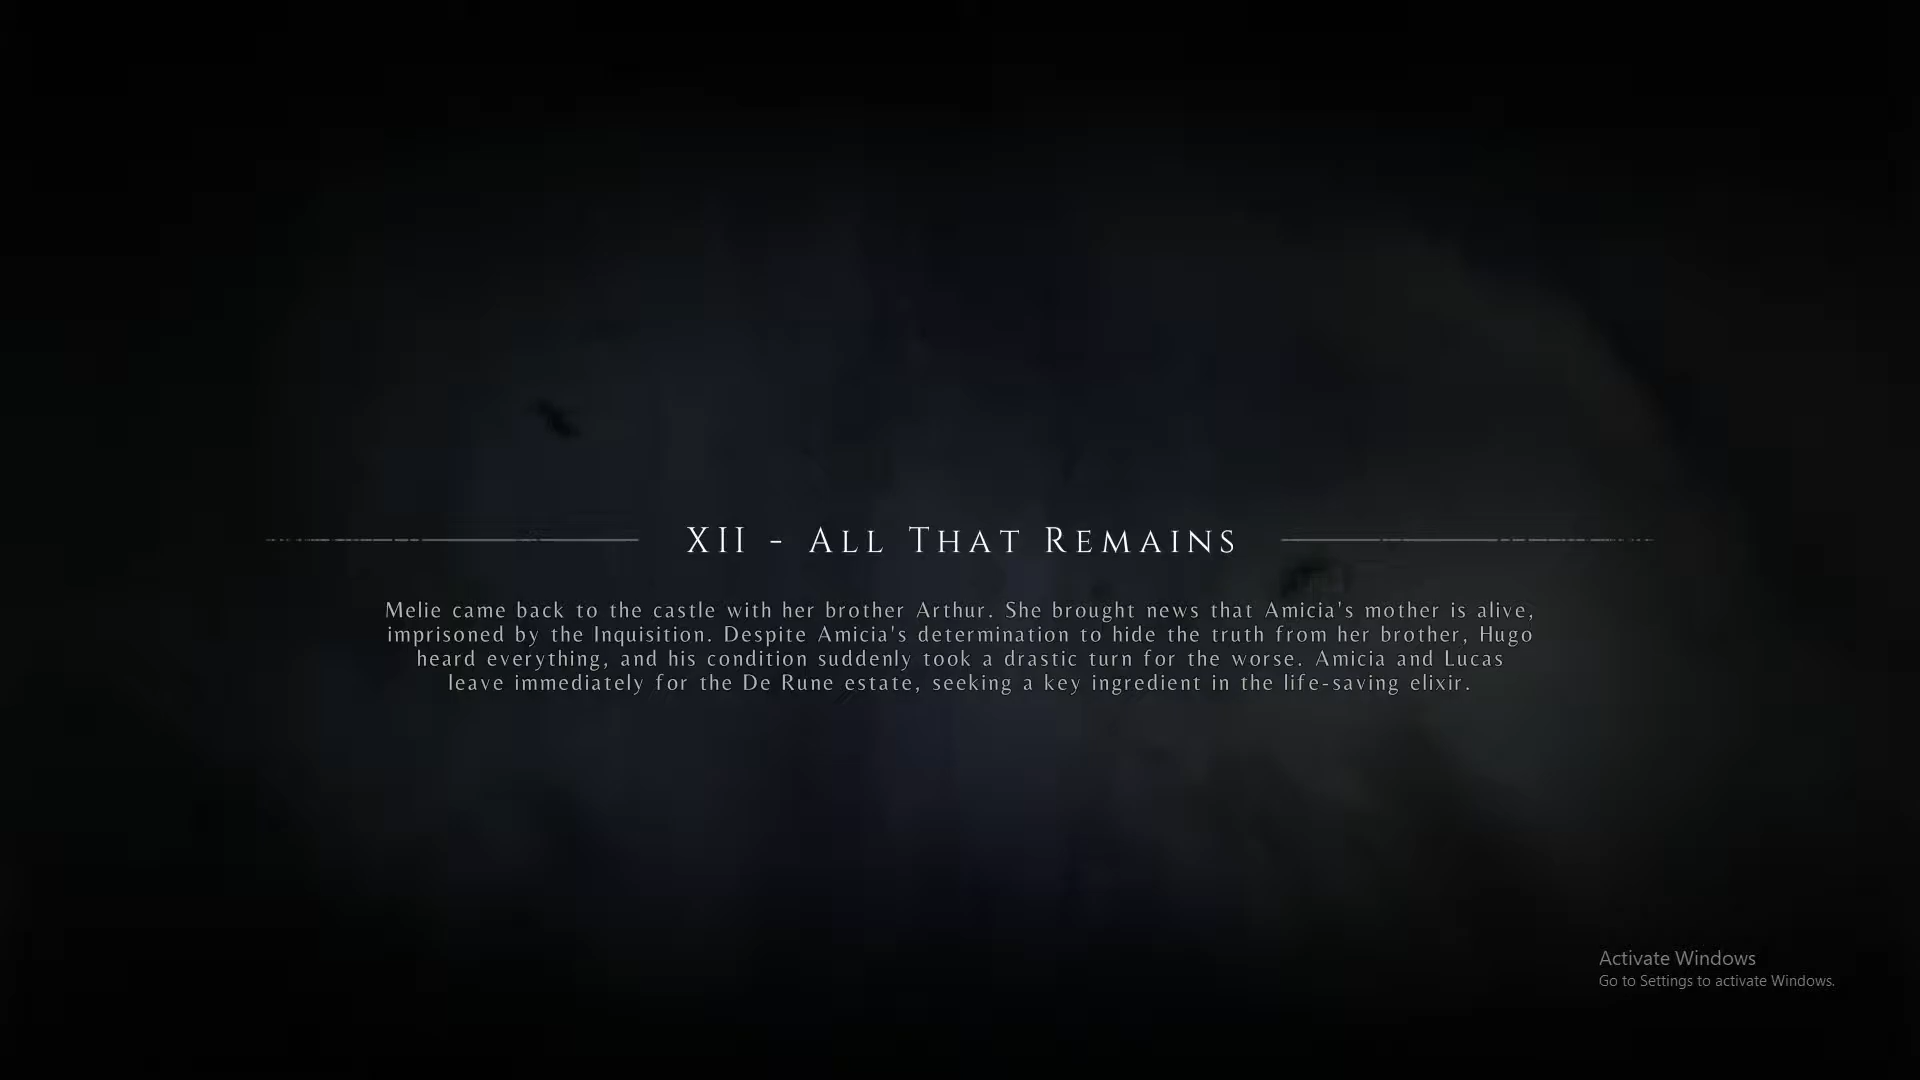 XII - All That Remains
Melie came back to the castle with her brother Arthur. She brought news that Amicia's mother is alive,
imprisoned by the Inquisition. Despite Amicia's determination to hide the truth from her brother, Hugo
heard everything, and his condition suddenly took a drastic turn for the worse. Amicia and Lucas
leave immediately for the De Rune estate, seeking a key ingredient in the life-saving elixir.
Activate Windows
Go to Settings to activate Windows.